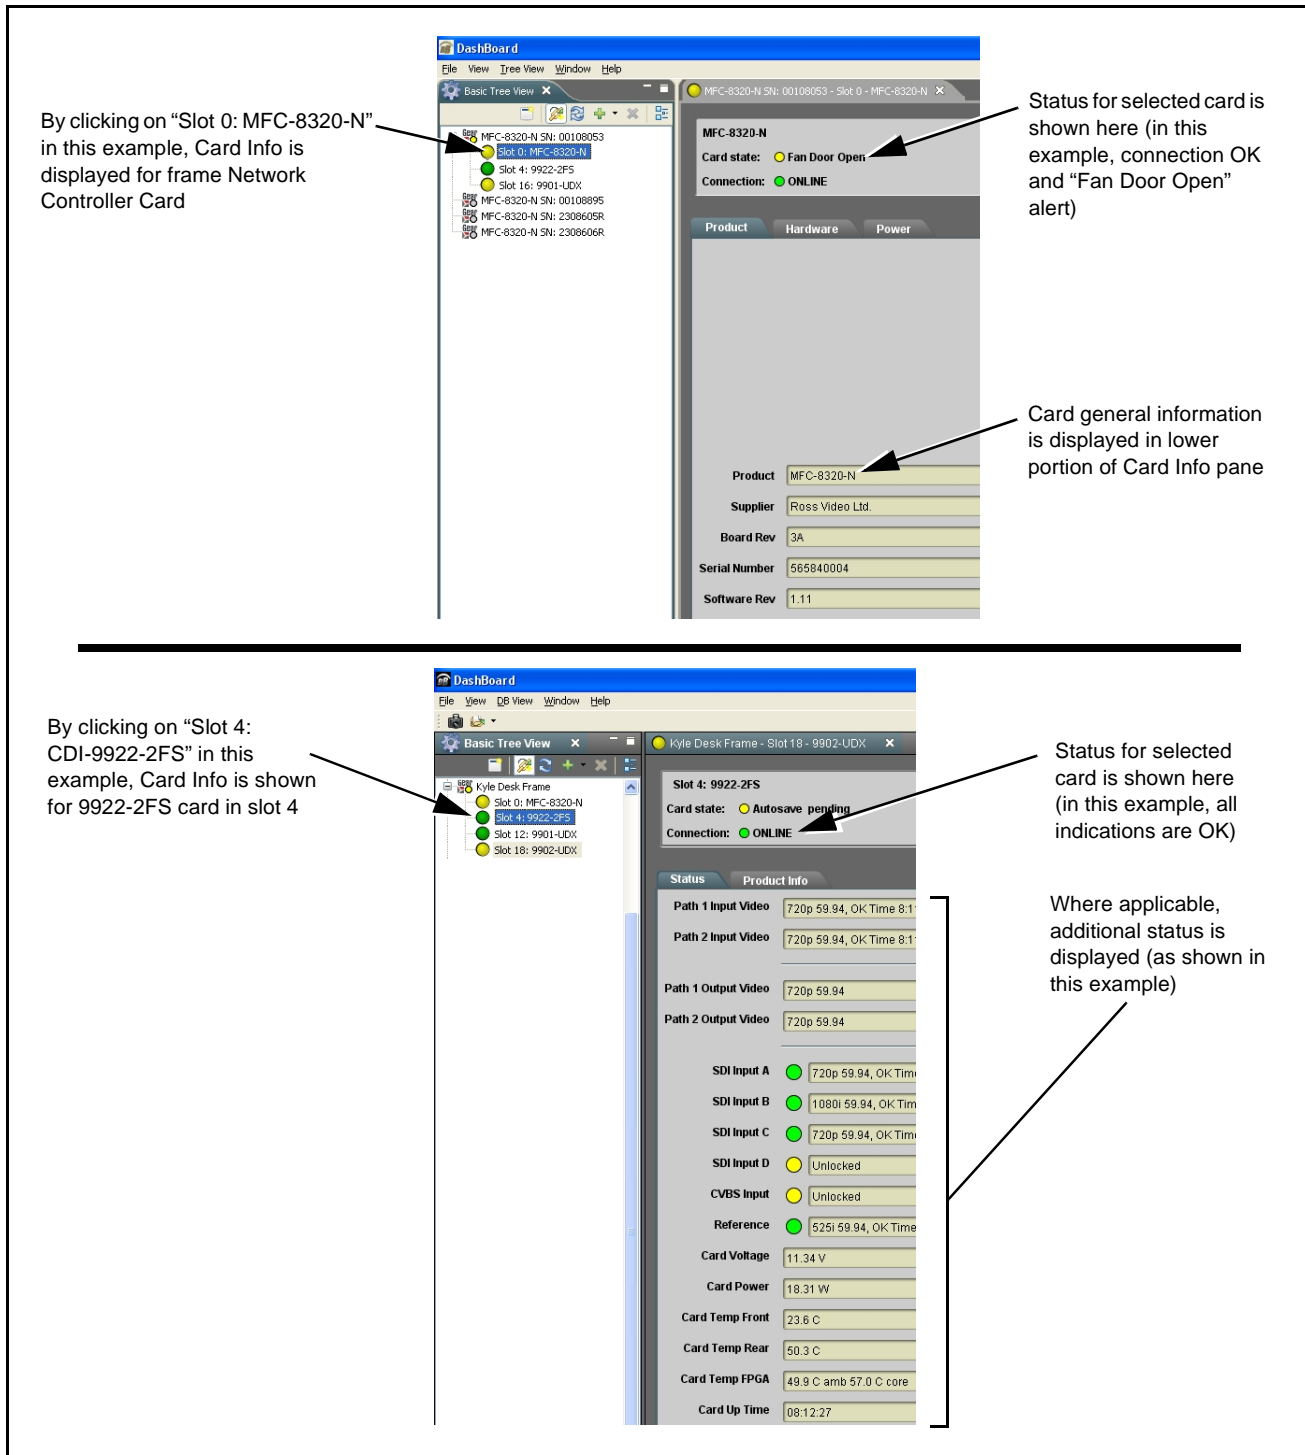 DashBoard
File View Tree View Window Help
Basic Tree View
MFC-8320-N SN: 00108053 - Slot 0 - MFC-8320-N
MFC-8320-N SN: 00108053
Slot 0: MFC-8320-N
Slot 4: 9922-2FS
Slot 16: 9901-UDX
MFC-8320-N SN: 00108895
MFC-8320-N SN: 2308605R
MFC-8320-N SN: 2308606R
MFC-8320-N
Card state: Fan Door Open
Connection: ONLINE
Product Hardware Power
Product MFC-8320-N
Supplier Ross Video Ltd.
Board Rev 3A
Serial Number 565840004
Software Rev 1.11
By clicking on “Slot 0: MFC-8320-N”
in this example, Card Info is
displayed for frame Network
Controller Card
Status for selected card is
shown here (in this
example, connection OK
and “Fan Door Open”
alert)
Card general information
is displayed in lower
portion of Card Info pane
DashBoard
File View DB View Window Help
Basic Tree View
Kyle Desk Frame - Slot 18 - 9902-UDX
Kyle Desk Frame
Slot 0: MFC-8320-N
Slot 4: 9922-2FS
Slot 12: 9901-UDX
Slot 18: 9902-UDX
Slot 4: 9922-2FS
Card state: Autosave pending
Connection: ONLINE
Status Product Info
Path 1 Input Video 720p 59.94, OK Time 8:1
Path 2 Input Video 720p 59.94, OK Time 8:1
Path 1 Output Video 720p 59.94
Path 2 Output Video 720p 59.94
SDI Input A 720p 59.94, OK Time
SDI Input B 1080i 59.94, OK Tim
SDI Input C 720p 59.94, OK Time
SDI Input D Unlocked
CVBS Input Unlocked
Reference 525i 59.94, OK Time
Card Voltage 11.34 V
Card Power 18.31 W
Card Temp Front 23.6 C
Card Temp Rear 50.3 C
Card Temp FPGA 49.9 C amb 57.0 C core
Card Up Time 08:12:27
By clicking on “Slot 4:
CDI-9922-2FS” in this
example, Card Info is shown
for 9922-2FS card in slot 4
Status for selected
card is shown here
(in this example, all
indications are OK)
Where applicable,
additional status is
displayed (as shown in
this example)